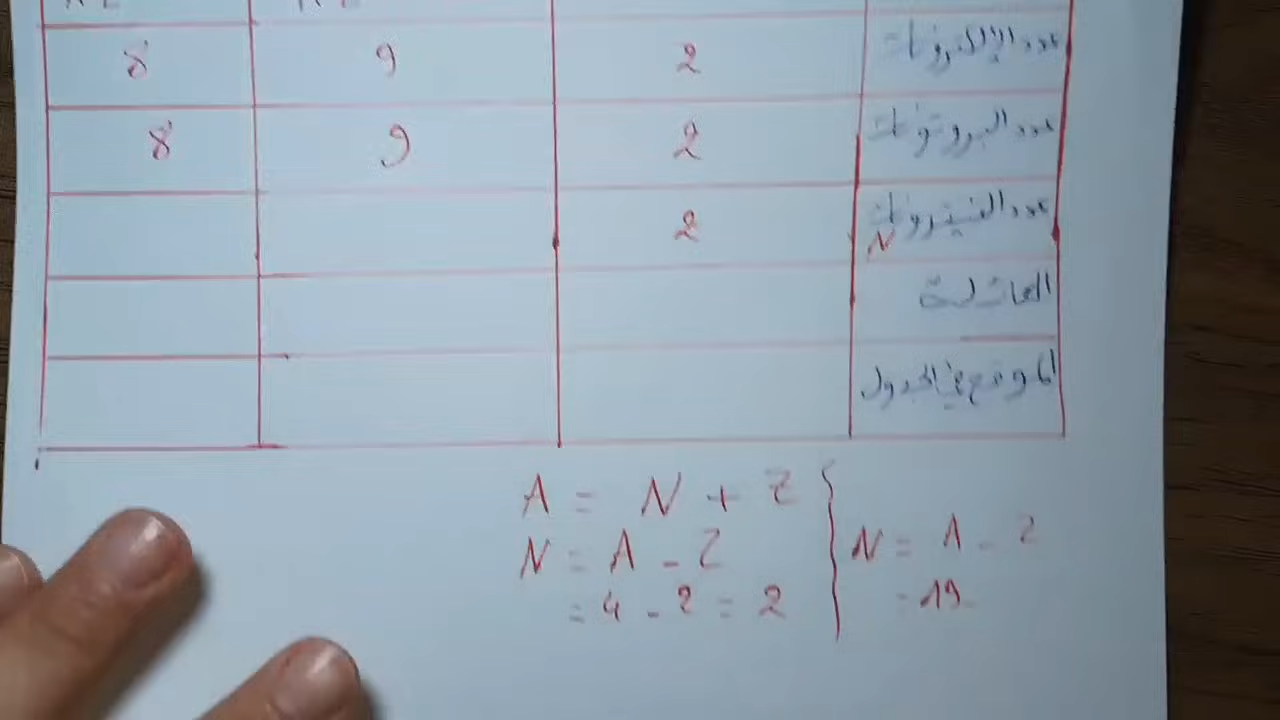 عدد الإلكترونات 2 9 8
عدد البروتونات 2 9 8
عدد النيترونات N 2
العائلة
الموقع في الجدول
A = N + Z
N = A - Z
= 4 - 2 = 2
N = A - Z
= 19 -